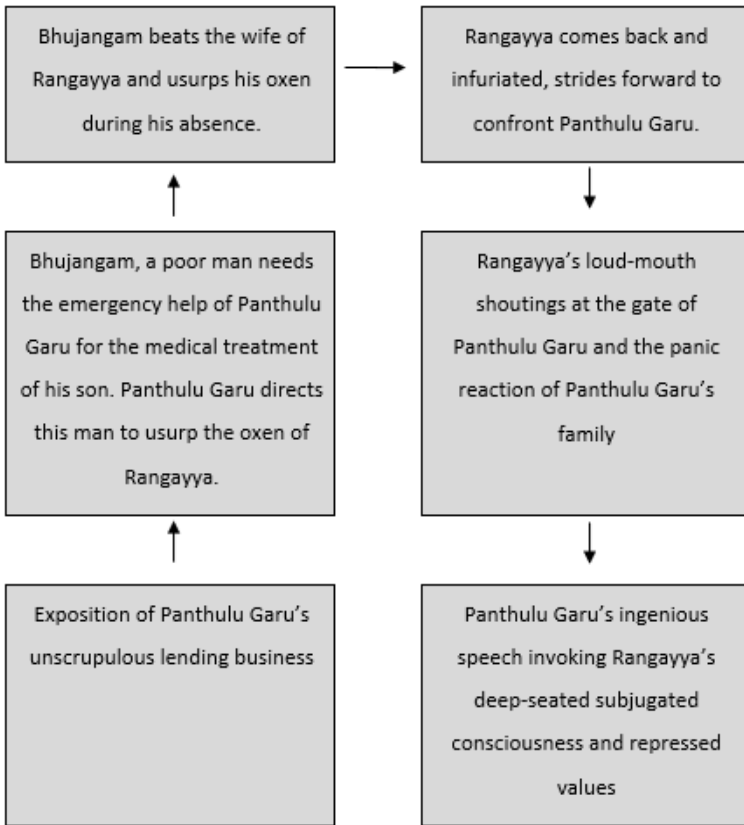 Bhujangam beats the wife of
Rangayya and usurps his oxen
during his absence.
Rangayya comes back and
infuriated, strides forward to
confront Panthulu Garu.
Bhujangam, a poor man needs
the emergency help of Panthulu
Garu for the medical treatment
of his son. Panthulu Garu directs
this man to usurp the oxen of
Rangayya.
Rangayya’s loud-mouth
shoutings at the gate of
Panthulu Garu and the panic
reaction of Panthulu Garu’s
family
Exposition of Panthulu Garu’s
unscrupulous lending business
Panthulu Garu’s ingenious
speech invoking Rangayya’s
deep-seated subjugated
consciousness and repressed
values